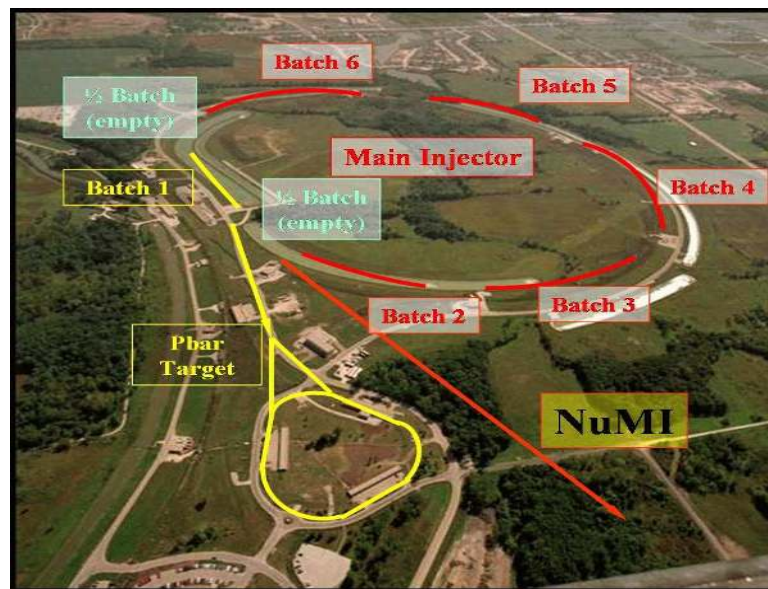 Batch 6
½ Batch
(empty)
Batch 5
Main Injector
Batch 1
½ Batch
(empty)
Batch 4
Batch 2
Batch 3
Pbar
Target
NuMI